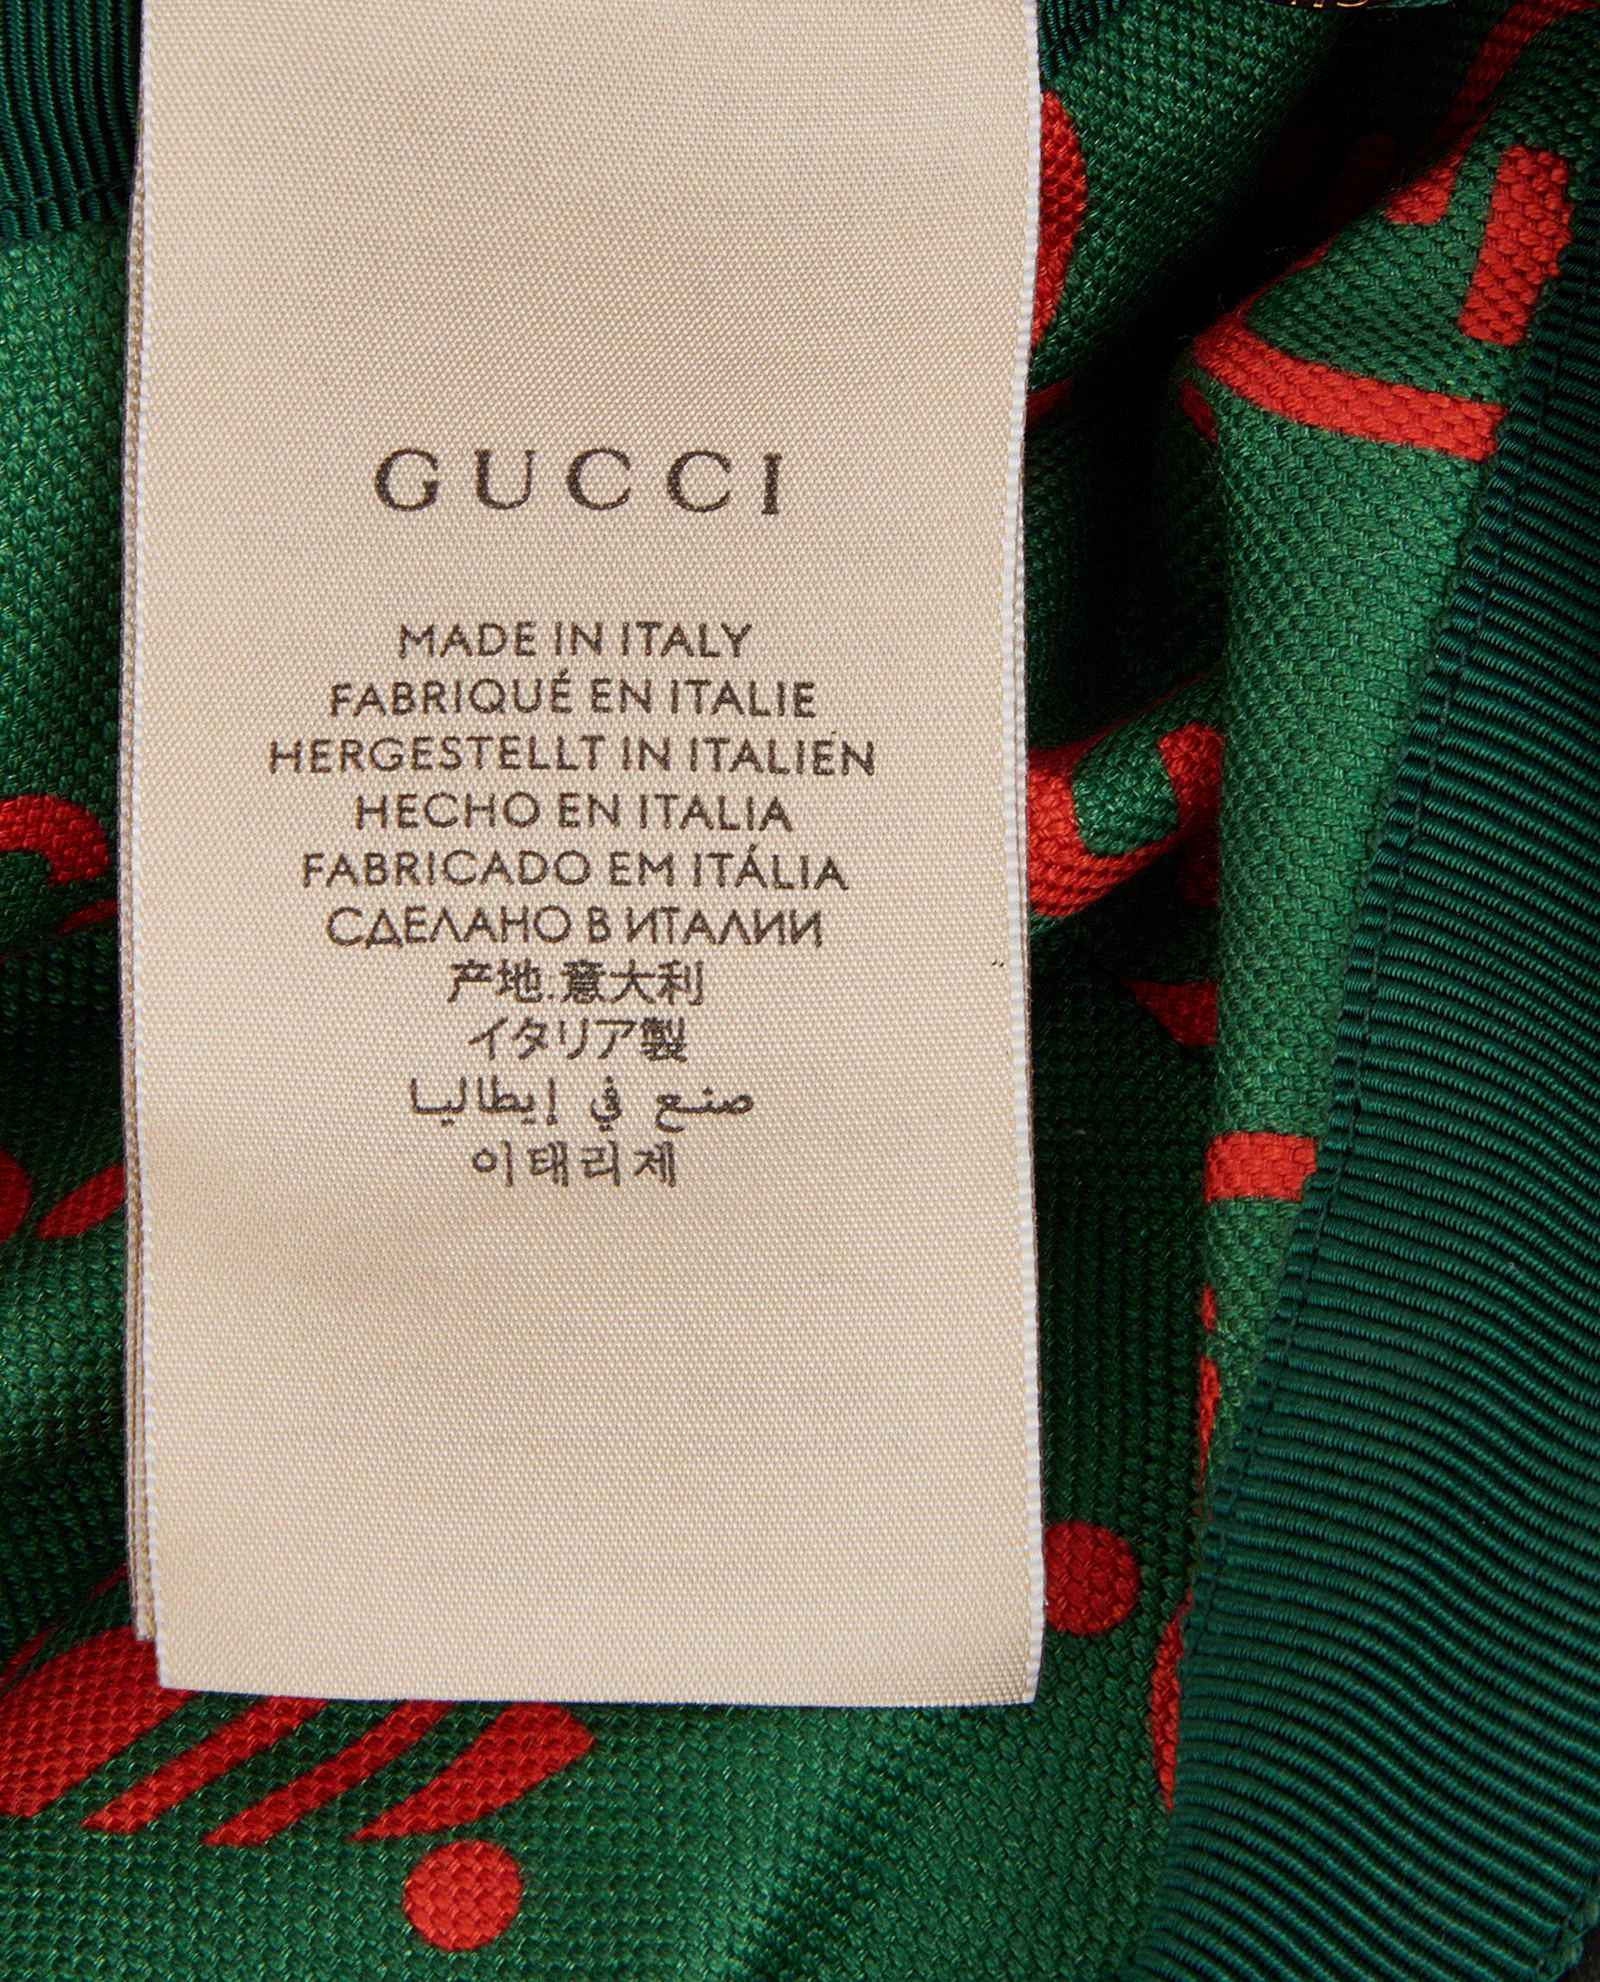 GUCCI
MADE IN ITALY
FABRIQUÉ EN ITALIE
HERGESTELLT IN ITALIEN
HECHO EN ITALIA
FABRICADO EM ITÁLIA
СДЕЛАНО В ИТАЛИИ
产地.意大利
イタリア製
صنع في إيطاليا
이태리제